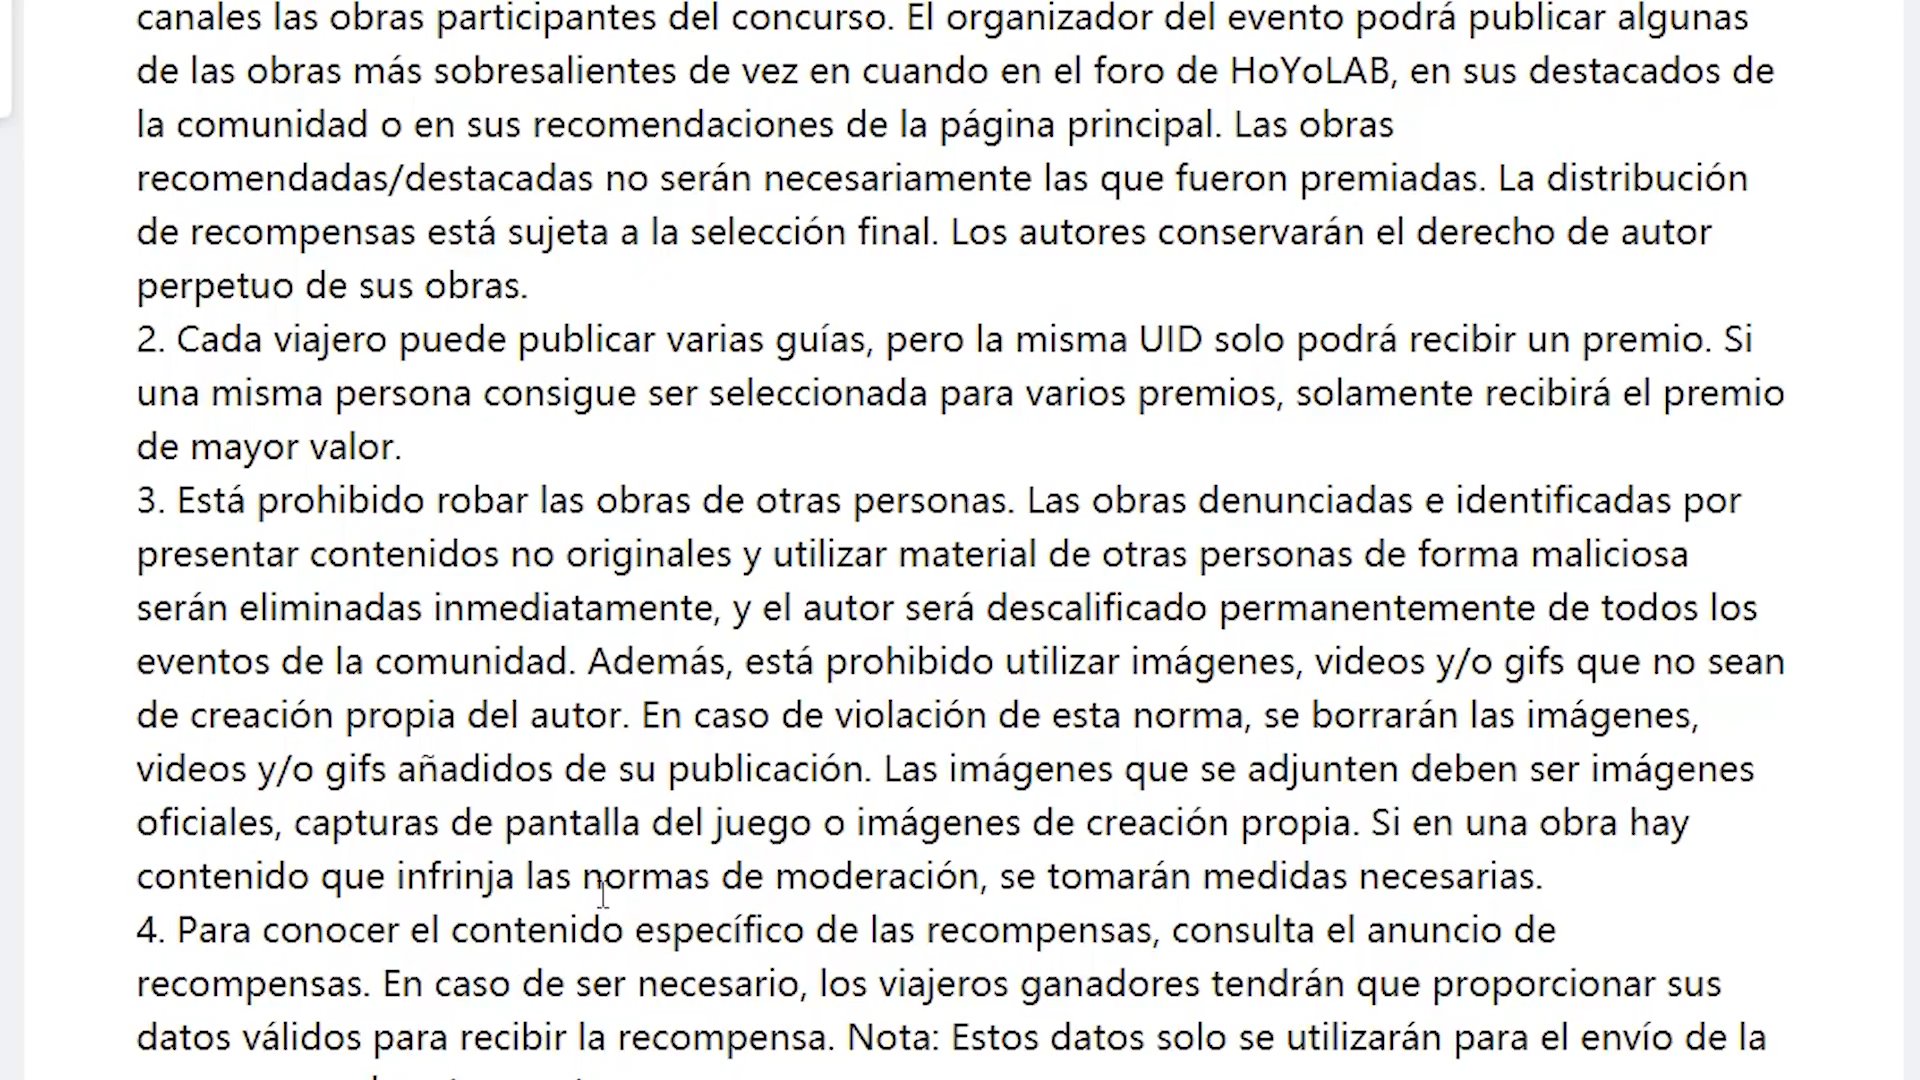 canales las obras participantes del concurso. El organizador del evento podrá publicar algunas
de las obras más sobresalientes de vez en cuando en el foro de HoYoLAB, en sus destacados de
la comunidad o en sus recomendaciones de la página principal. Las obras
recomendadas/destacadas no serán necesariamente las que fueron premiadas. La distribución
de recompensas está sujeta a la selección final. Los autores conservarán el derecho de autor
perpetuo de sus obras.
2. Cada viajero puede publicar varias guías, pero la misma UID solo podrá recibir un premio. Si
una misma persona consigue ser seleccionada para varios premios, solamente recibirá el premio
de mayor valor.
3. Está prohibido robar las obras de otras personas. Las obras denunciadas e identificadas por
presentar contenidos no originales y utilizar material de otras personas de forma maliciosa
serán eliminadas inmediatamente, y el autor será descalificado permanentemente de todos los
eventos de la comunidad. Además, está prohibido utilizar imágenes, videos y/o gifs que no sean
de creación propia del autor. En caso de violación de esta norma, se borrarán las imágenes,
videos y/o gifs añadidos de su publicación. Las imágenes que se adjunten deben ser imágenes
oficiales, capturas de pantalla del juego o imágenes de creación propia. Si en una obra hay
contenido que infrinja las normas de moderación, se tomarán medidas necesarias.
4. Para conocer el contenido específico de las recompensas, consulta el anuncio de
recompensas. En caso de ser necesario, los viajeros ganadores tendrán que proporcionar sus
datos válidos para recibir la recompensa. Nota: Estos datos solo se utilizarán para el envío de la